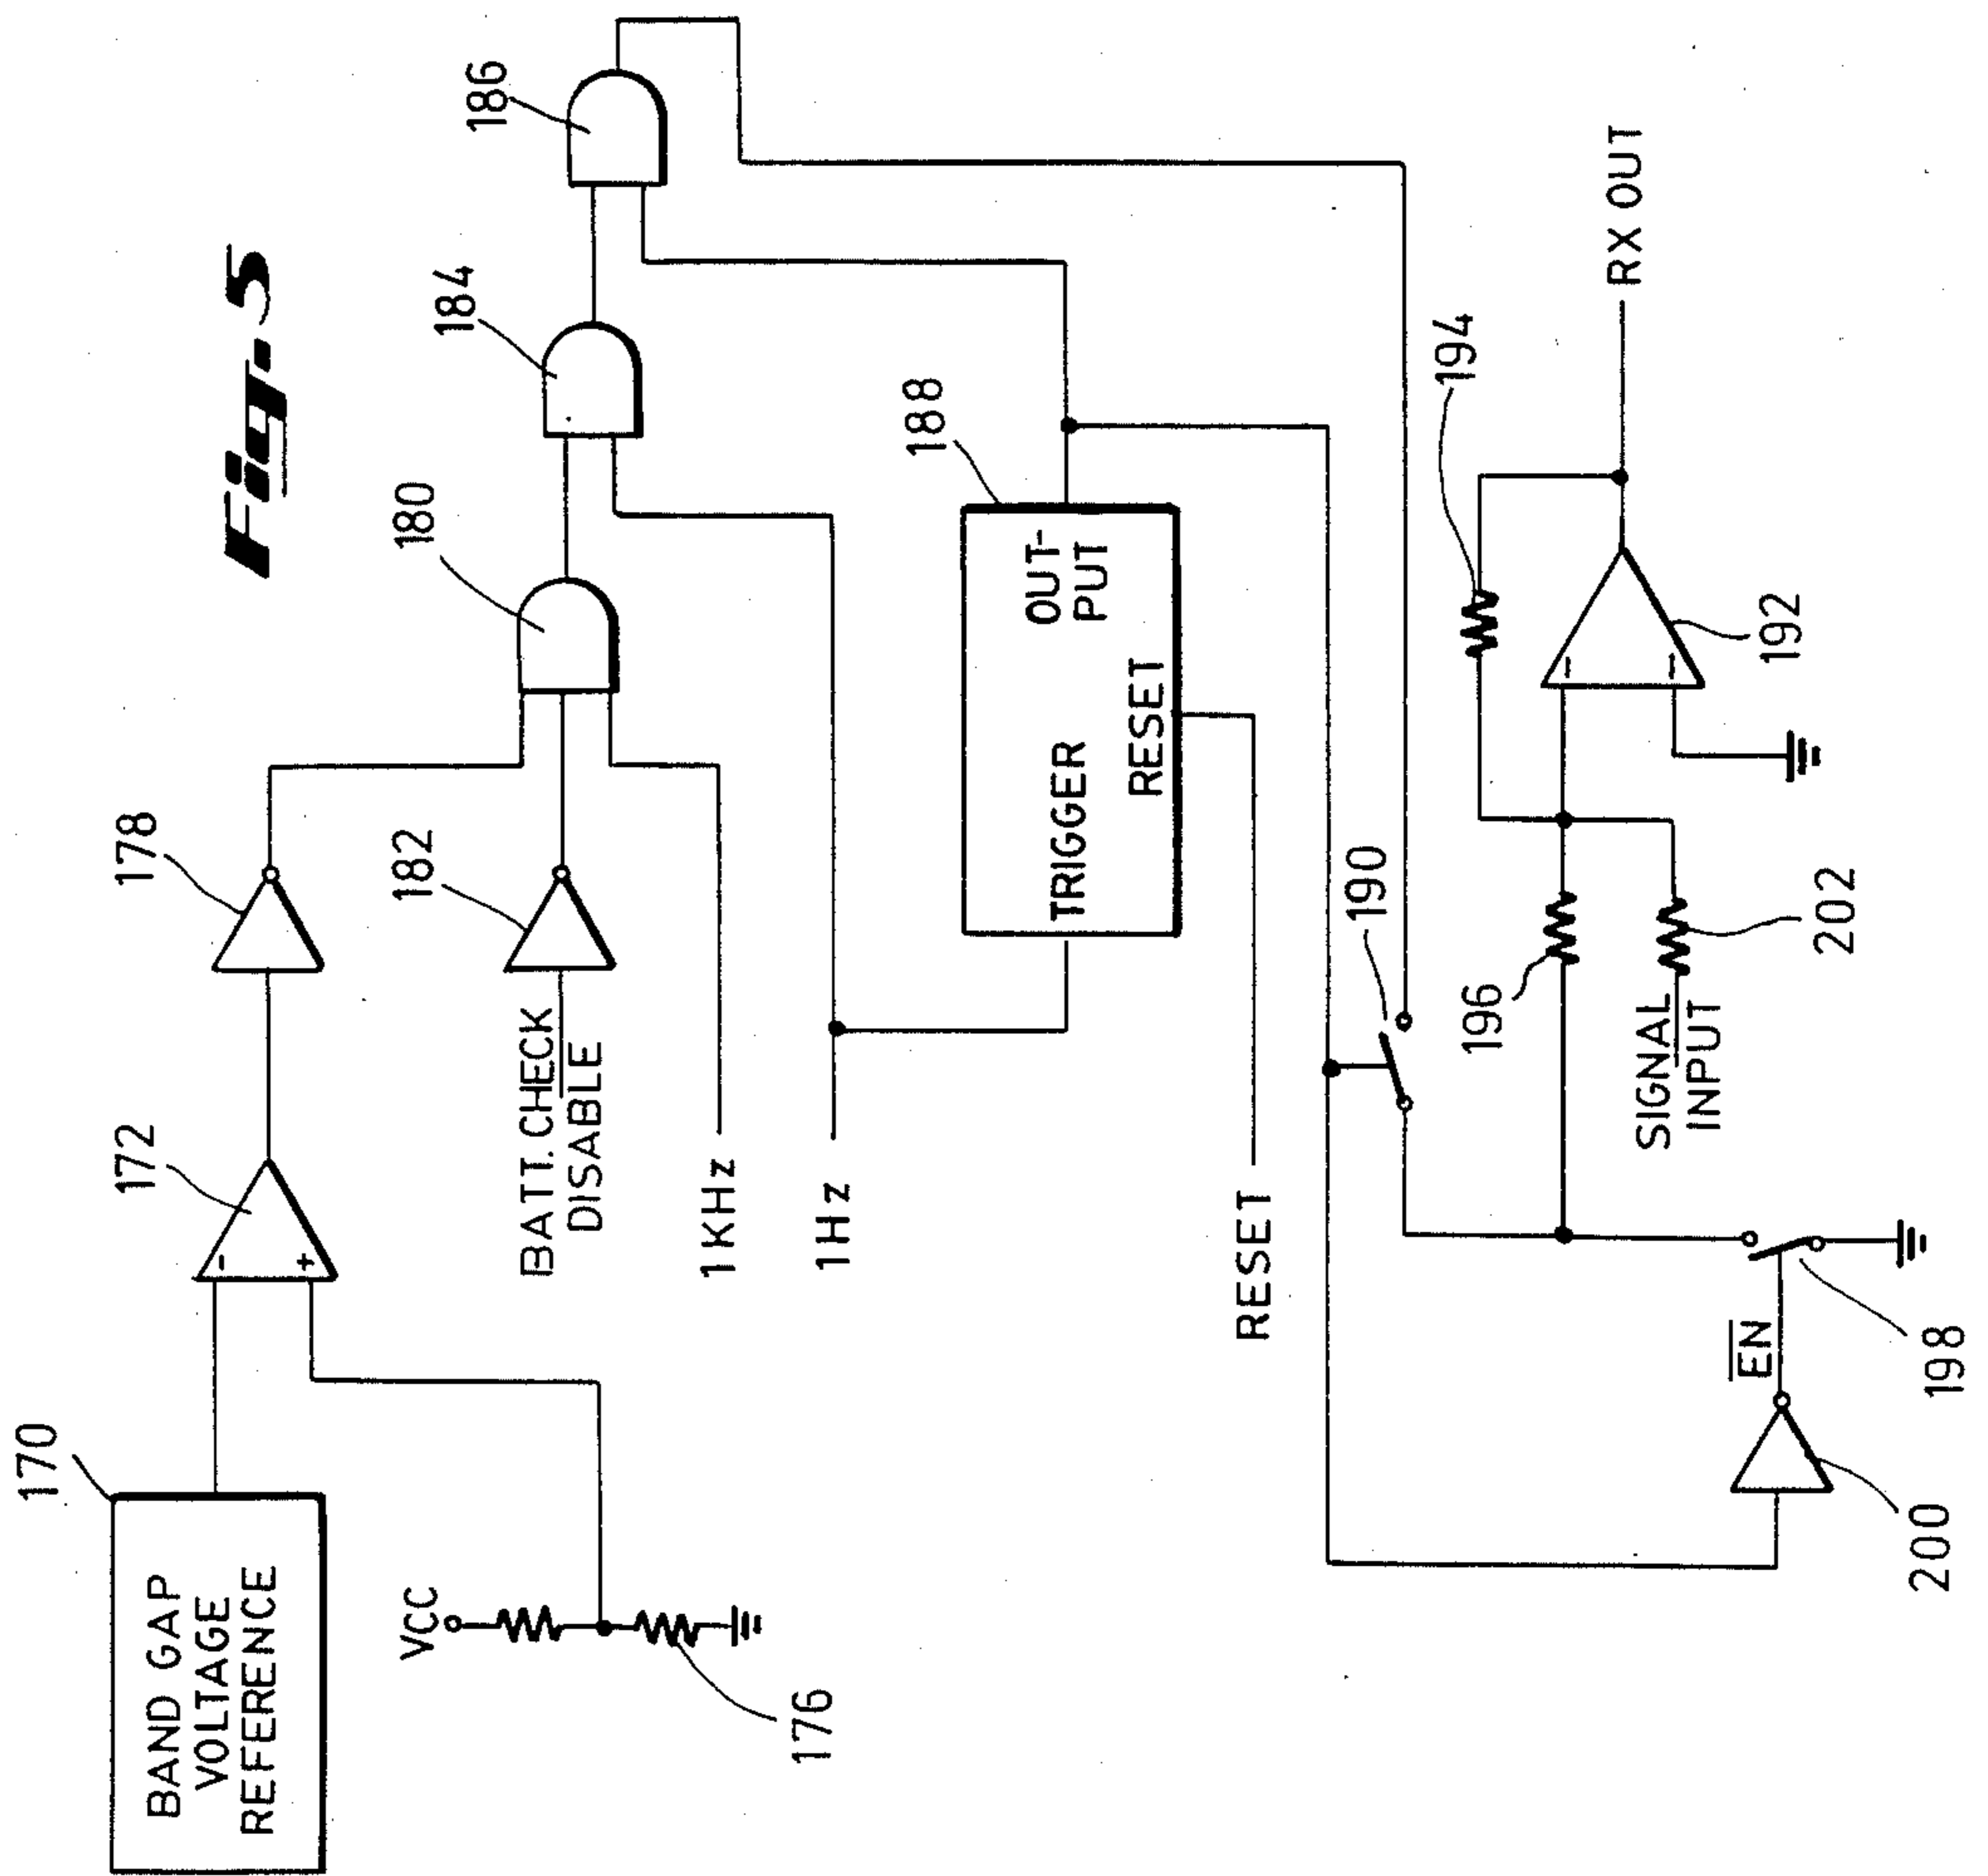 Fig-5
170
BAND GAP
VOLTAGE
REFERENCE
172
-
+
178
VCC
176
BATT. CHECK
DISABLE
182
180
184
186
1KHz
1Hz
188
TRIGGER
OUT-
PUT
RESET
RESET
190
194
196
SIGNAL
INPUT
202
-
-
192
RX OUT
EN
198
200